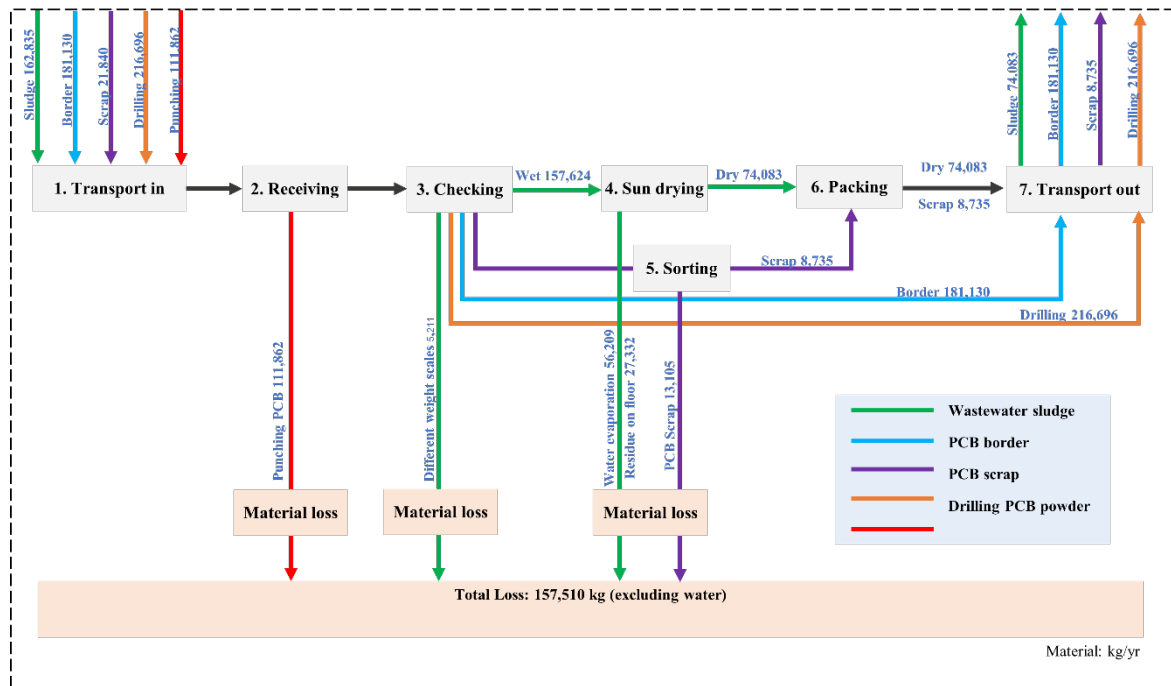 Sludge 162,835
Border 181,130
Scrap 21,840
Drilling 216,696
Punching 111,862
Sludge 74,083
Border 181,130
Scrap 8,735
Drilling 216,696
1. Transport in
2. Receiving
3. Checking
Wet 157,624
4. Sun drying
Dry 74,083
6. Packing
Dry 74,083
Scrap 8,735
7. Transport out
5. Sorting
Scrap 8,735
Border 181,130
Drilling 216,696
Punching PCB 111,862
Different weight scales 5,211
Water evaporation 56,209
Residue on floor 27,332
PCB Scrap 13,105
Wastewater sludge
PCB border
PCB scrap
Drilling PCB powder
Material loss
Material loss
Material loss
Total Loss: 157,510 kg (excluding water)
Material: kg/yr